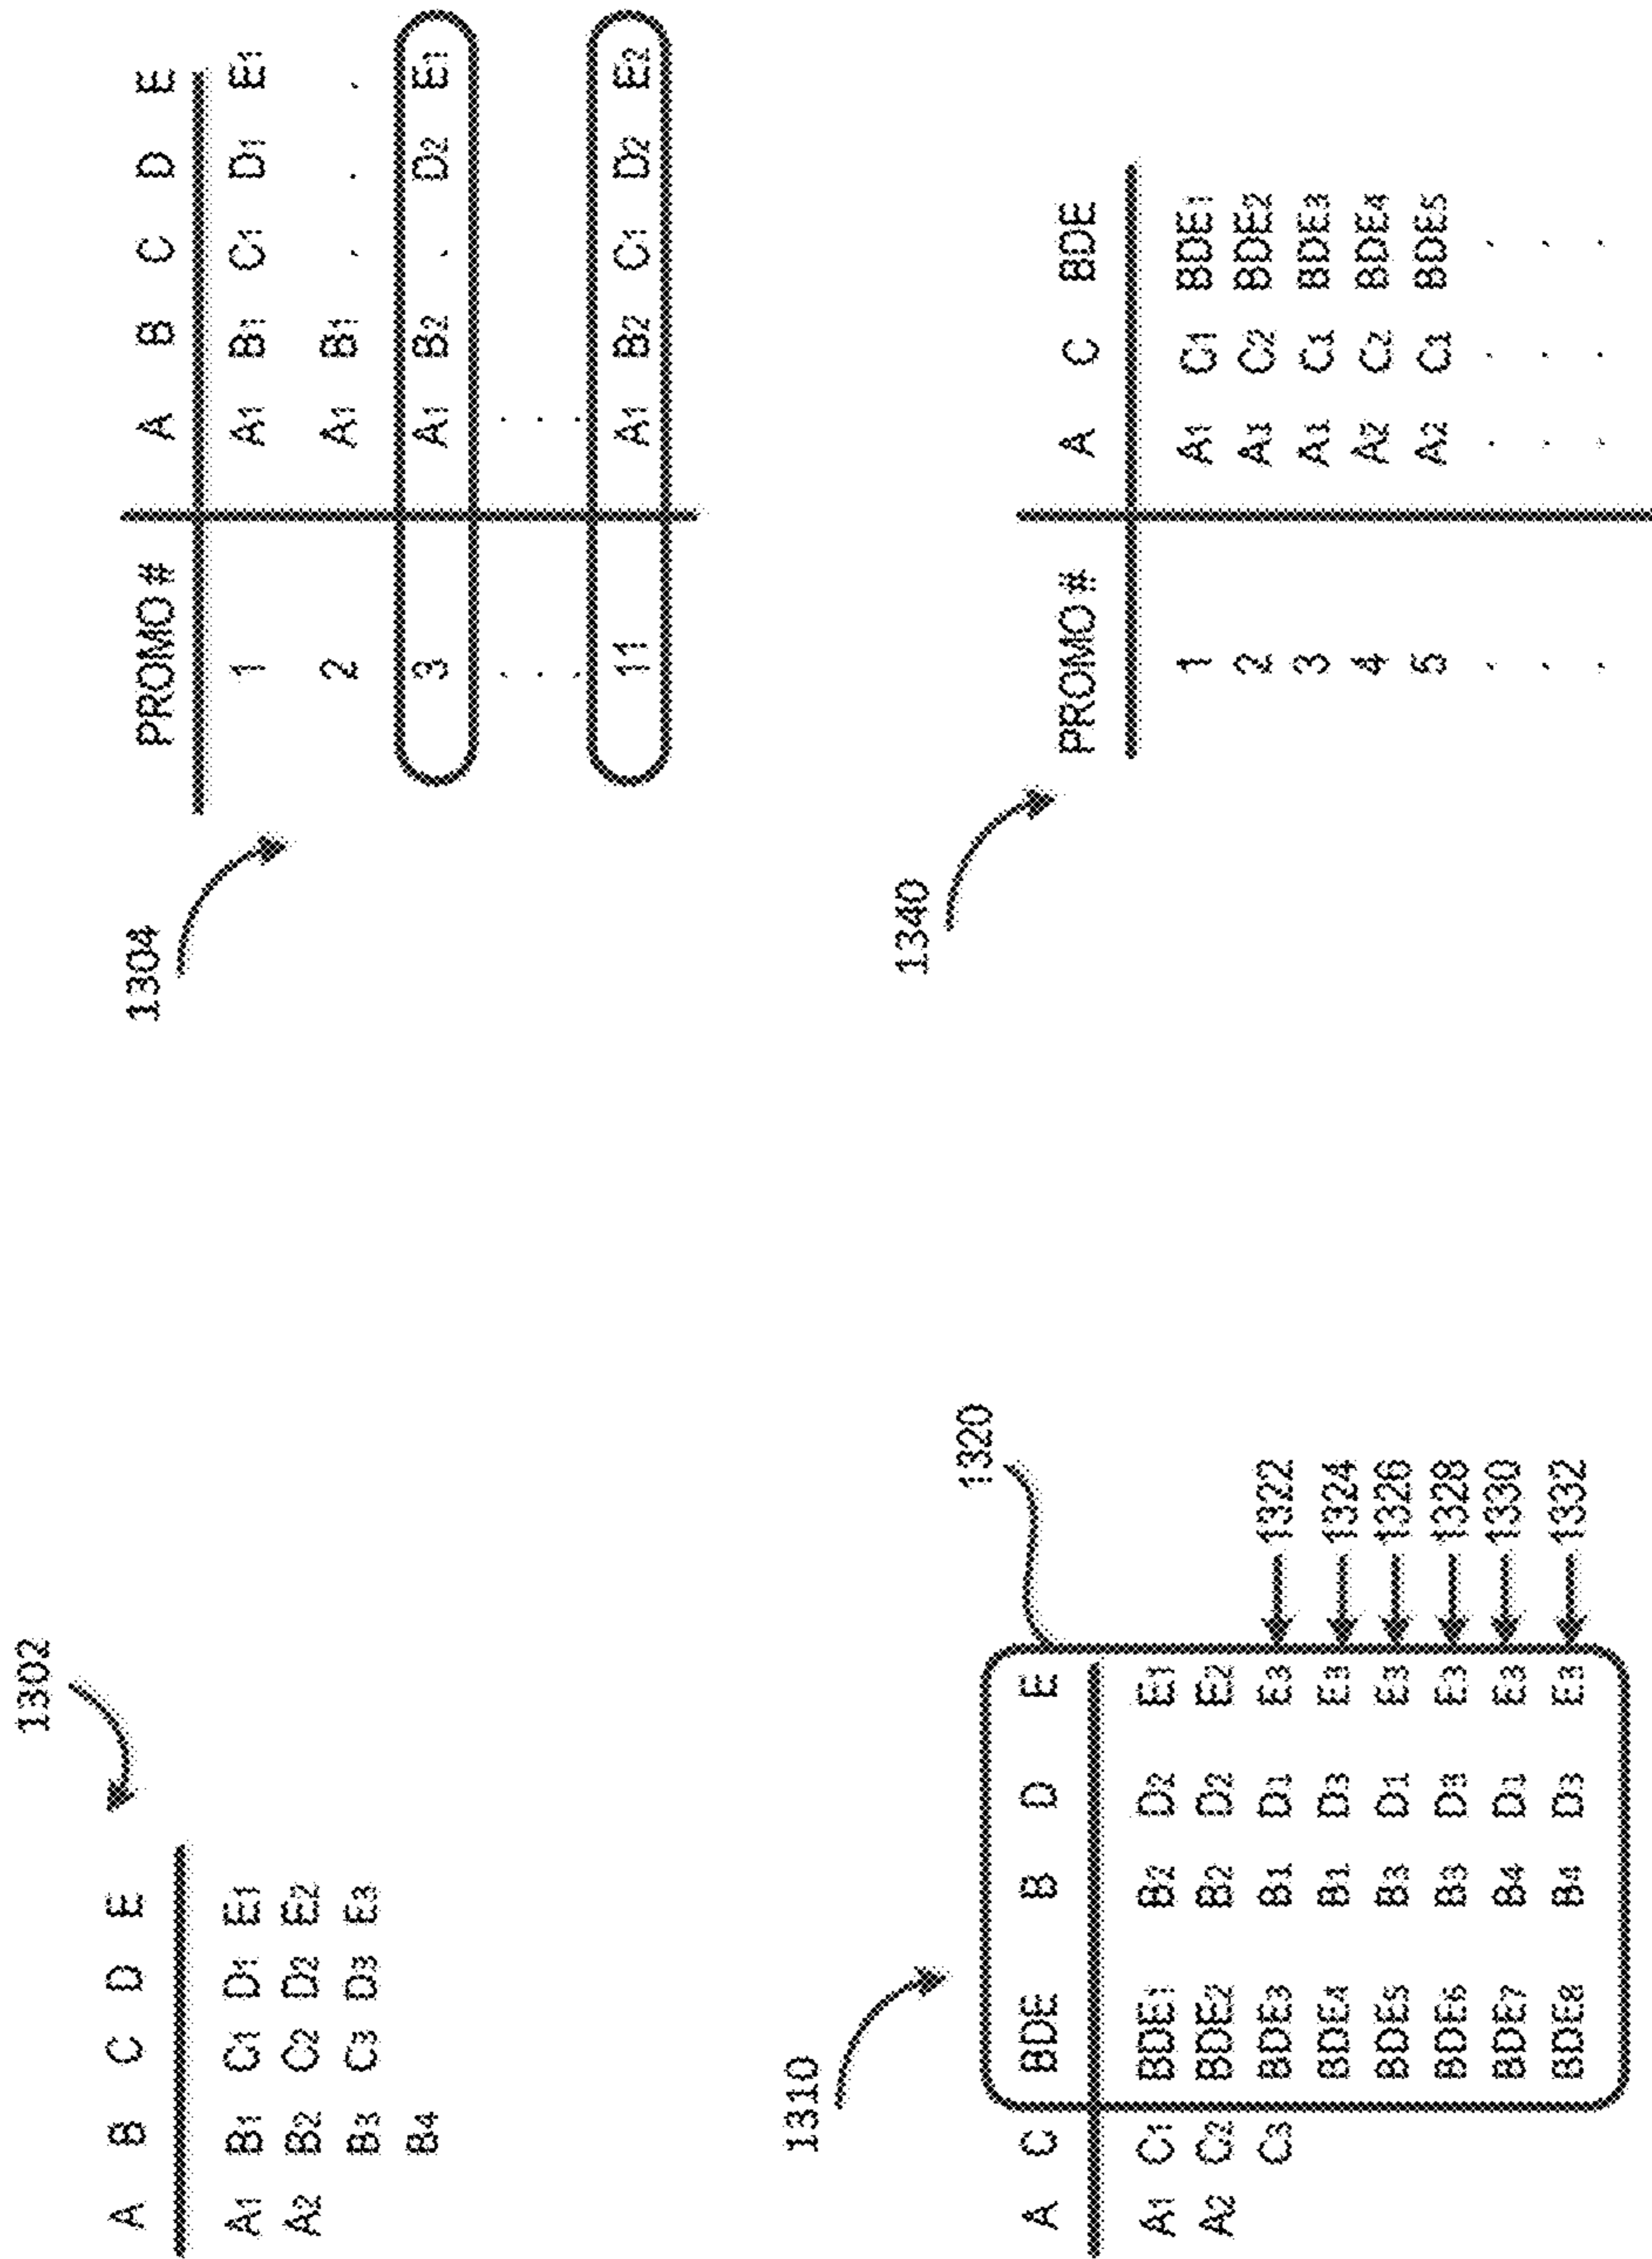 1302
A B C D E
A1 B1 C1 D1 E1
A2 B2 C2 D2 E2
B3 C3 D3 E3
B4
1304
PROMO # A B C D E
1 A1 B1 C1 D1 E1
2 A1 B1 . . .
3 A1 B2 . D2 E1
. .
. .
. .
11 A1 B2 C1 D2 E2
1310
1320
A C BDE B D E
A1 C1 BDE1 B2 D2 E1
A2 C2 BDE2 B2 D2 E2
C3 BDE3 B1 D1 E3 1322
BDE4 B1 D3 E3 1324
BDE5 B3 D1 E3 1326
BDE6 B3 D3 E3 1328
BDE7 B4 D1 E3 1330
BDE8 B4 D3 E3 1332
1340
PROMO # A C BDE
1 A1 C1 BDE1
2 A1 C2 BDE2
3 A1 C1 BDE3
4 A2 C2 BDE4
5 A2 C1 BDE5
. . . .
. . . .
. . . .